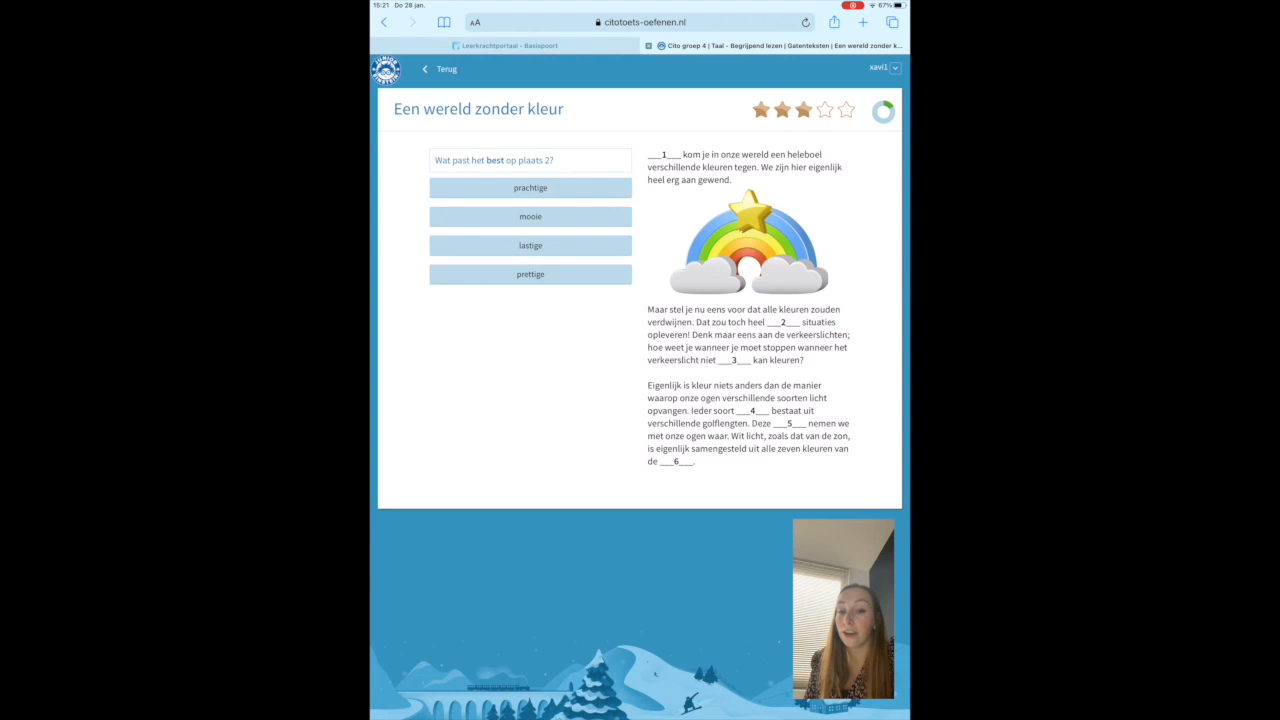 15:21 Do 28 jan.
67%
AA
citotoets-oefenen.nl
Leerkrachtportaal - Basispoort
Cito groep 4 | Taal - Begrijpend lezen | Gatenteksten | Een wereld zonder k...
Terug
xavi1
Een wereld zonder kleur
Wat past het best op plaats 2?
prachtige
mooie
lastige
prettige
___1___ kom je in onze wereld een heleboel
verschillende kleuren tegen. We zijn hier eigenlijk
heel erg aan gewend.
Maar stel je nu eens voor dat alle kleuren zouden
verdwijnen. Dat zou toch heel ___2___ situaties
opleveren! Denk maar eens aan de verkeerslichten;
hoe weet je wanneer je moet stoppen wanneer het
verkeerslicht niet ___3___ kan kleuren?
Eigenlijk is kleur niets anders dan de manier
waarop onze ogen verschillende soorten licht
opvangen. Ieder soort ___4___ bestaat uit
verschillende golflengten. Deze ___5___ nemen we
met onze ogen waar. Wit licht, zoals dat van de zon,
is eigenlijk samengesteld uit alle zeven kleuren van
de ___6___.